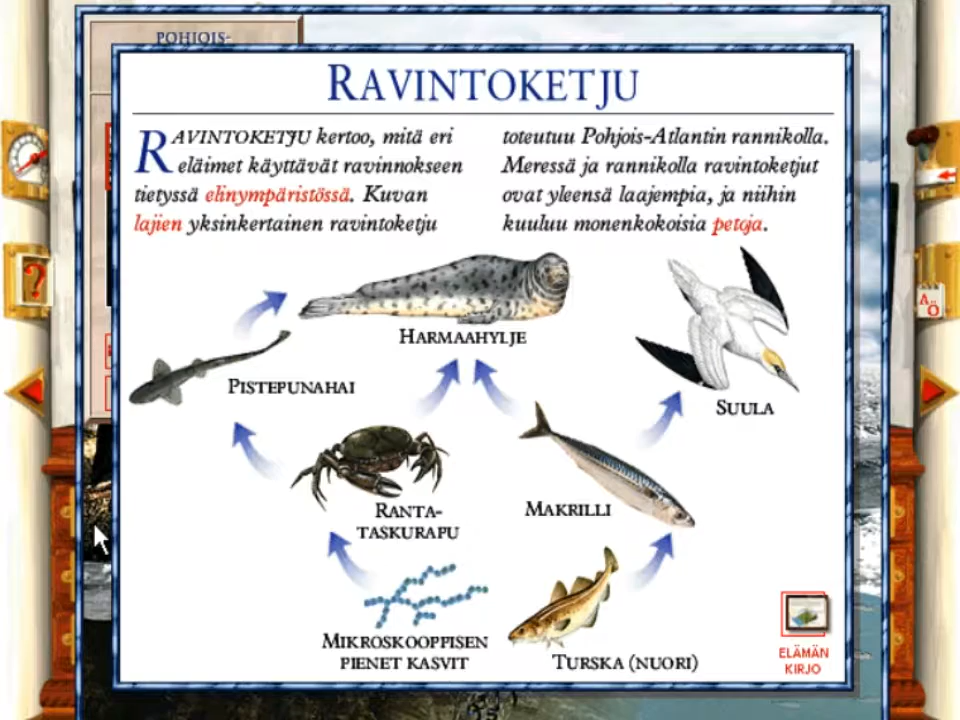 POHJOIS-
RAVINTOKETJU
RAVINTOKETJU kertoo, mitä eri
eläimet käyttävät ravinnokseen
tietyssä elinympäristössä. Kuvan
lajien yksinkertainen ravintoketju
toteutuu Pohjois-Atlantin rannikolla.
Meressä ja rannikolla ravintoketjut
ovat yleensä laajempia, ja niihin
kuuluu monenkokoisia petoja.
HARMAAHYLJE
PISTEPUNAHAI
SUULA
RANTA-
TASKURAPU
MAKRILLI
MIKROSKOOPPISEN
PIENET KASVIT
TURSKA (NUORI)
ELÄMÄN
KIRJO
?
A
Ö